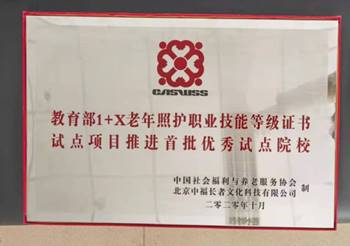 CASWSS
教育部1+X老年照护职业技能等级证书
试点项目推进首批优秀试点院校
中国社会福利与养老服务协会
北京中福长者文化科技有限公司 制
二〇二〇年十月